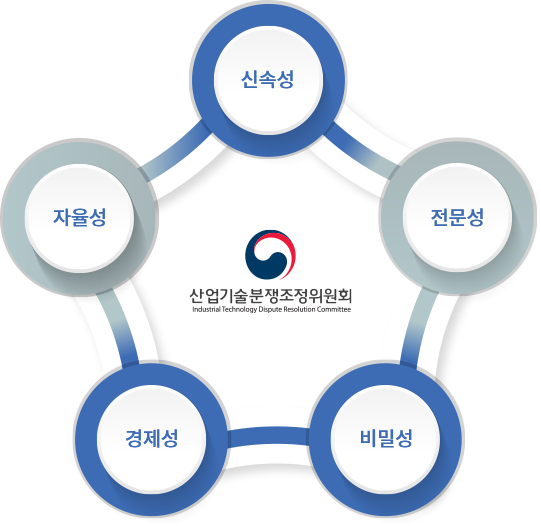 신속성
자율성
전문성
산업기술분쟁조정위원회
Industrial Technology Dispute Resolution Committee
경제성
비밀성